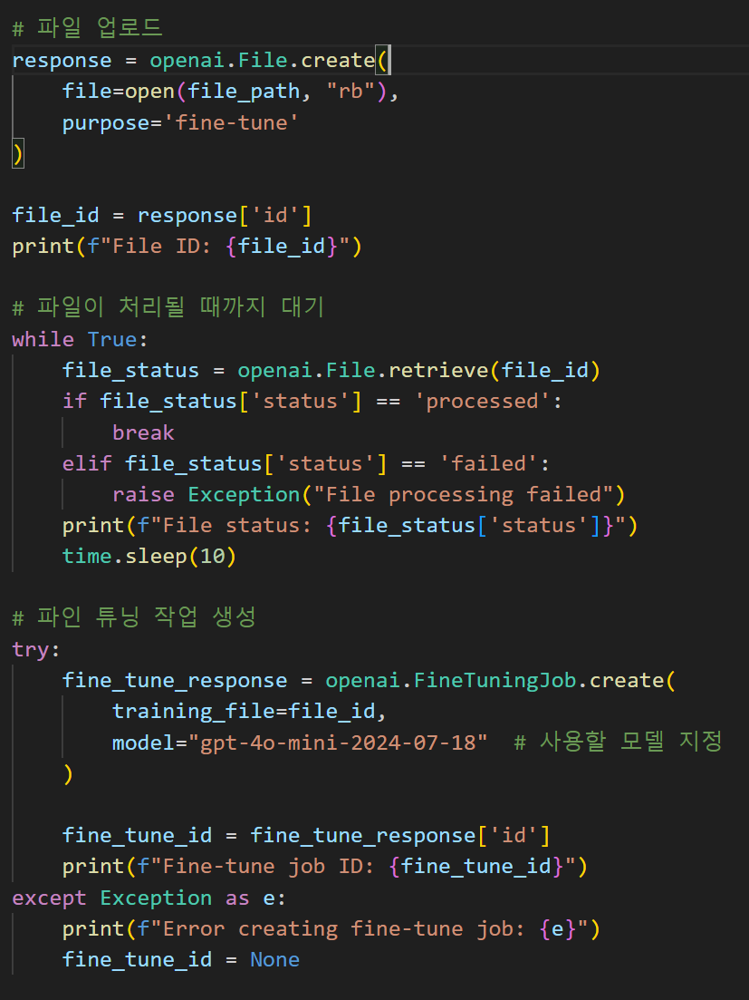 # 파일 업로드
response = openai.File.create(
    file=open(file_path, "rb"),
    purpose='fine-tune'
)

file_id = response['id']
print(f"File ID: {file_id}")

# 파일이 처리될 때까지 대기
while True:
    file_status = openai.File.retrieve(file_id)
    if file_status['status'] == 'processed':
        break
    elif file_status['status'] == 'failed':
        raise Exception("File processing failed")
    print(f"File status: {file_status['status']}")
    time.sleep(10)

# 파인 튜닝 작업 생성
try:
    fine_tune_response = openai.FineTuningJob.create(
        training_file=file_id,
        model="gpt-4o-mini-2024-07-18"  # 사용할 모델 지정
    )

    fine_tune_id = fine_tune_response['id']
    print(f"Fine-tune job ID: {fine_tune_id}")
except Exception as e:
    print(f"Error creating fine-tune job: {e}")
    fine_tune_id = None